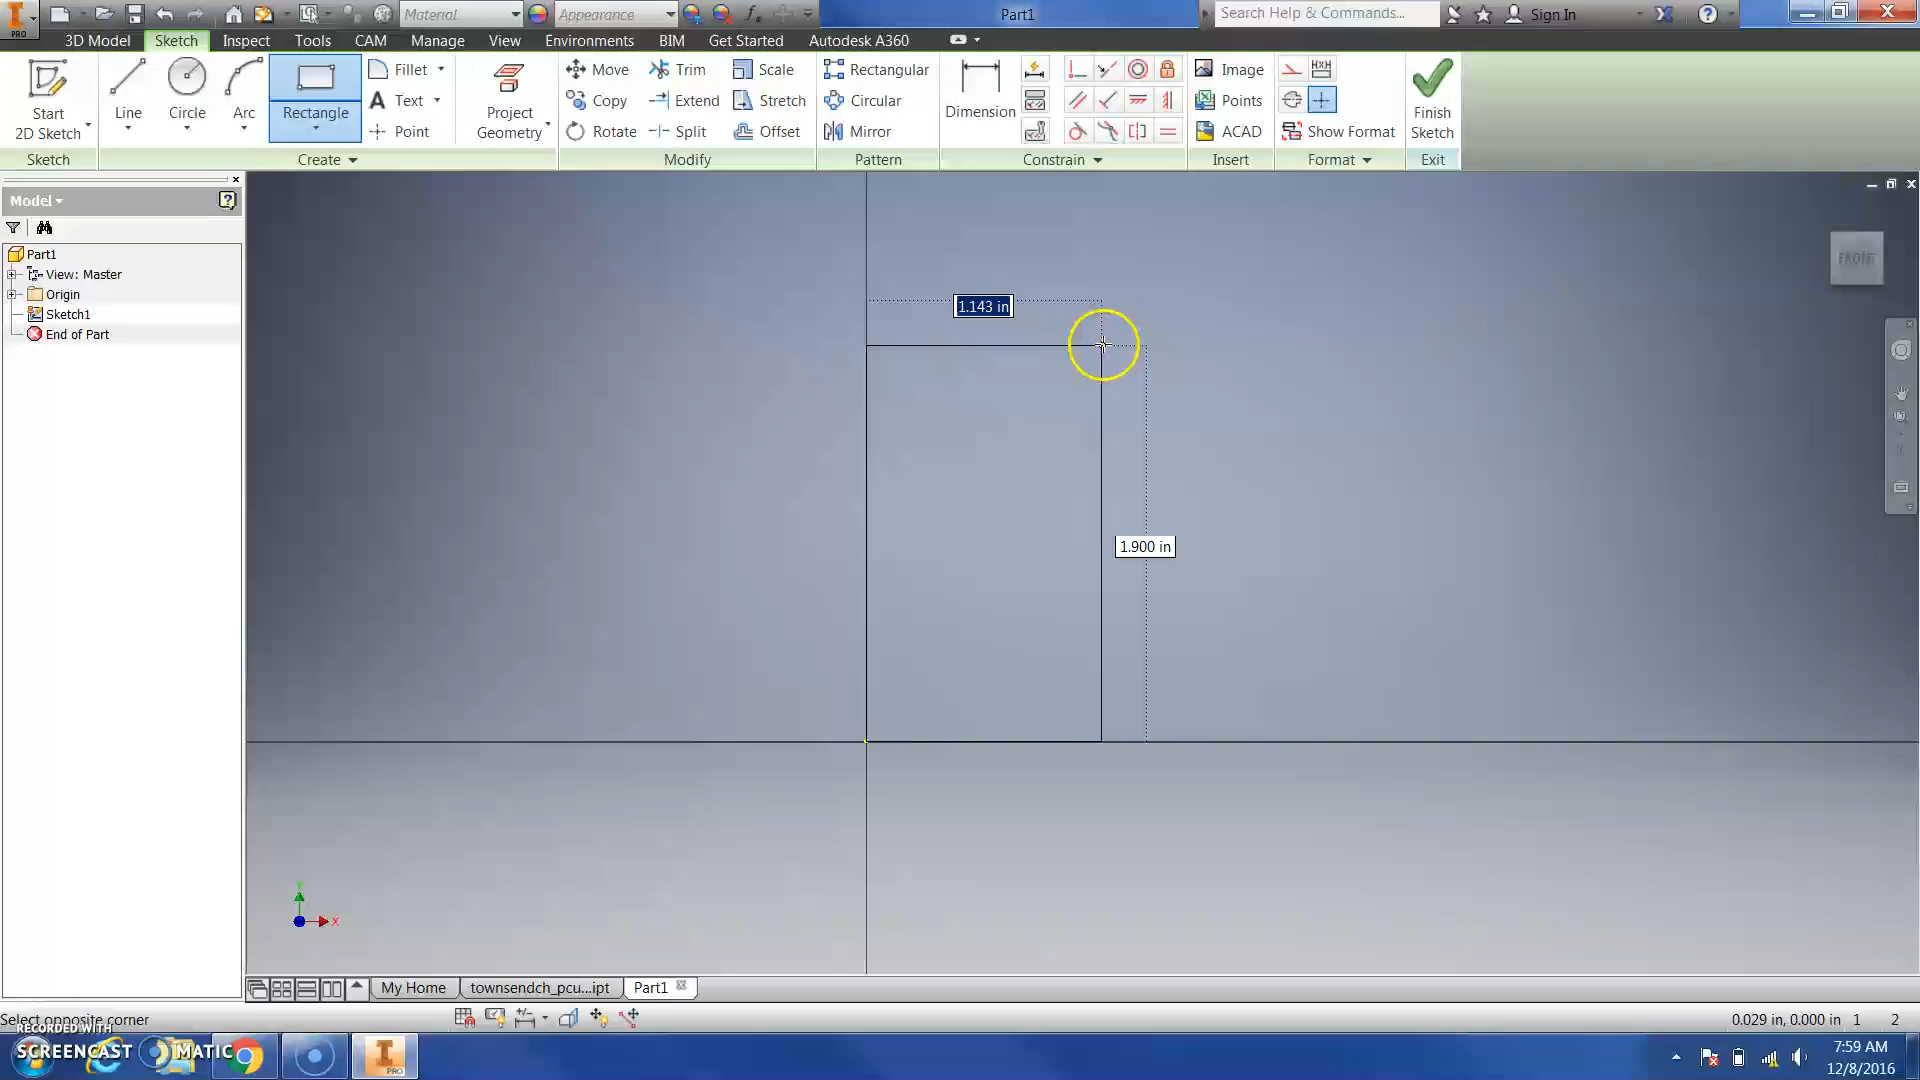 Material
Appearance
Part1
Search Help & Commands...
Sign In
PRO
3D Model
Sketch
Inspect
Tools
CAM
Manage
View
Environments
BIM
Get Started
Autodesk A360
Start
2D Sketch
Line
Circle
Arc
Rectangle
Fillet
Text
Point
Project
Geometry
Move
Copy
Rotate
Trim
Extend
Split
Scale
Stretch
Offset
Rectangular
Circular
Mirror
Dimension
Image
Points
ACAD
Show Format
Finish
Sketch
Sketch
Create
Modify
Pattern
Constrain
Insert
Format
Exit
Model
Part1
View: Master
Origin
Sketch1
End of Part
FRONT
1.143 in
1.900 in
Y
X
My Home
townsendch_pcu...ipt
Part1
Select opposite corner
0.029 in, 0.000 in 1 2
RECORDED WITH
SCREENCAST MATIC
PRO
7:59 AM
12/8/2016